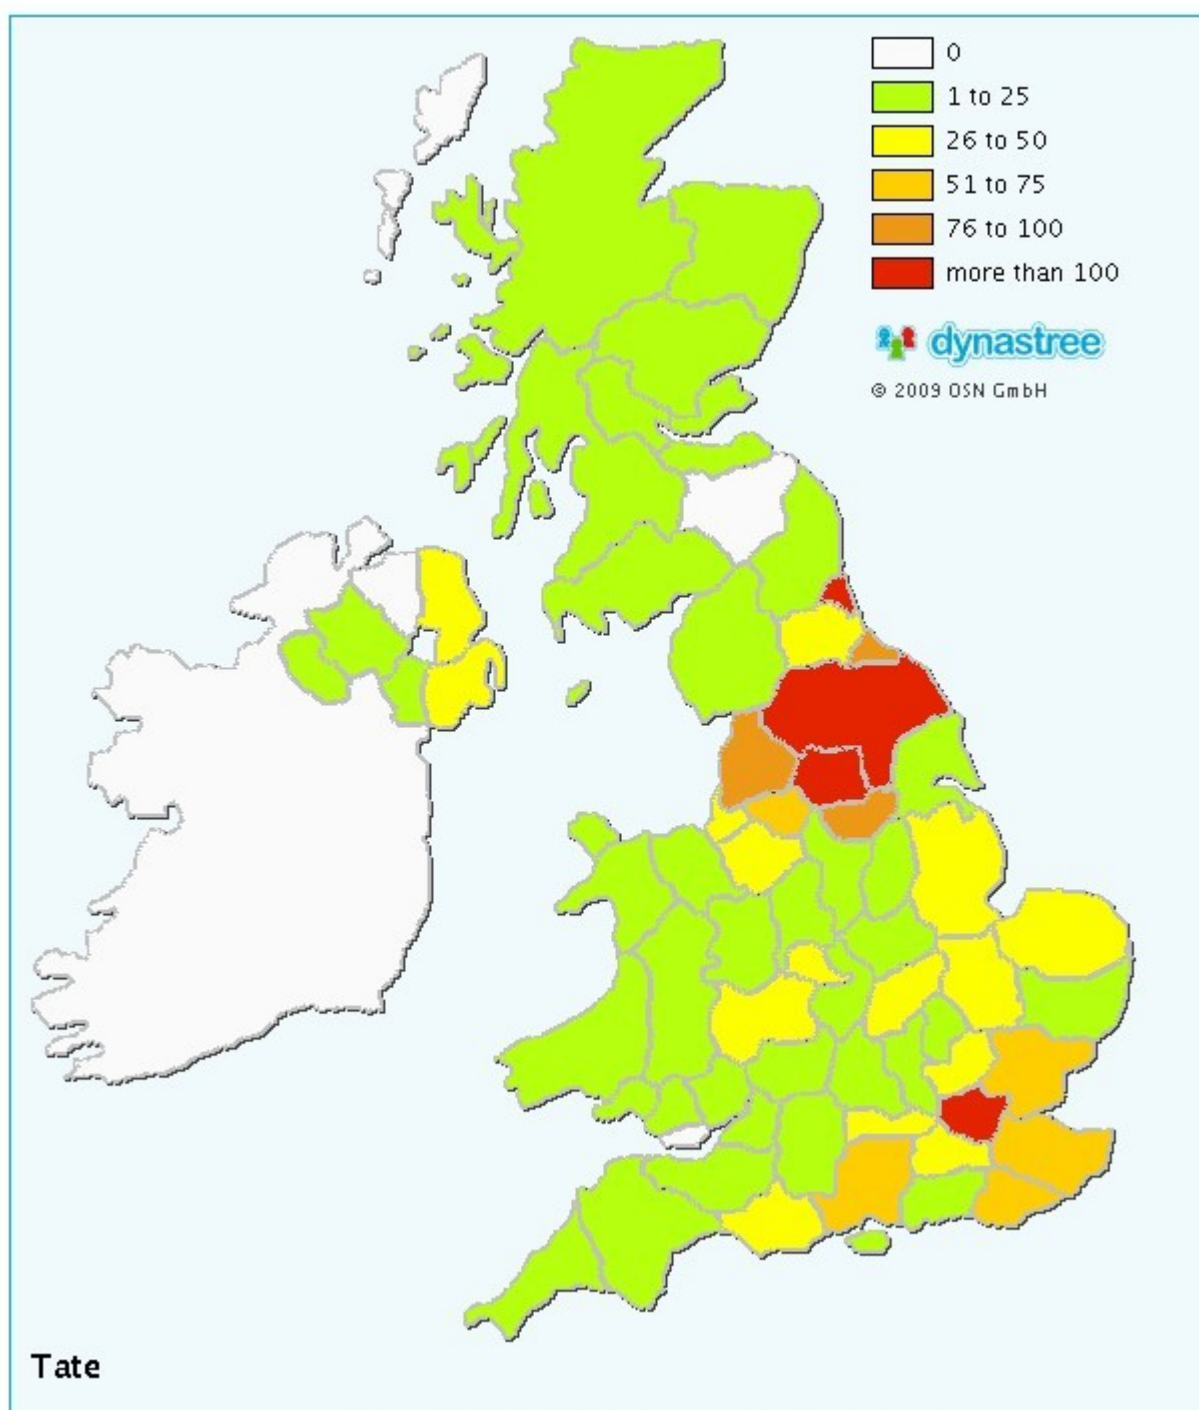 0
1 to 25
26 to 50
51 to 75
76 to 100
more than 100
dynastree
© 2009 OSN GmbH
Tate